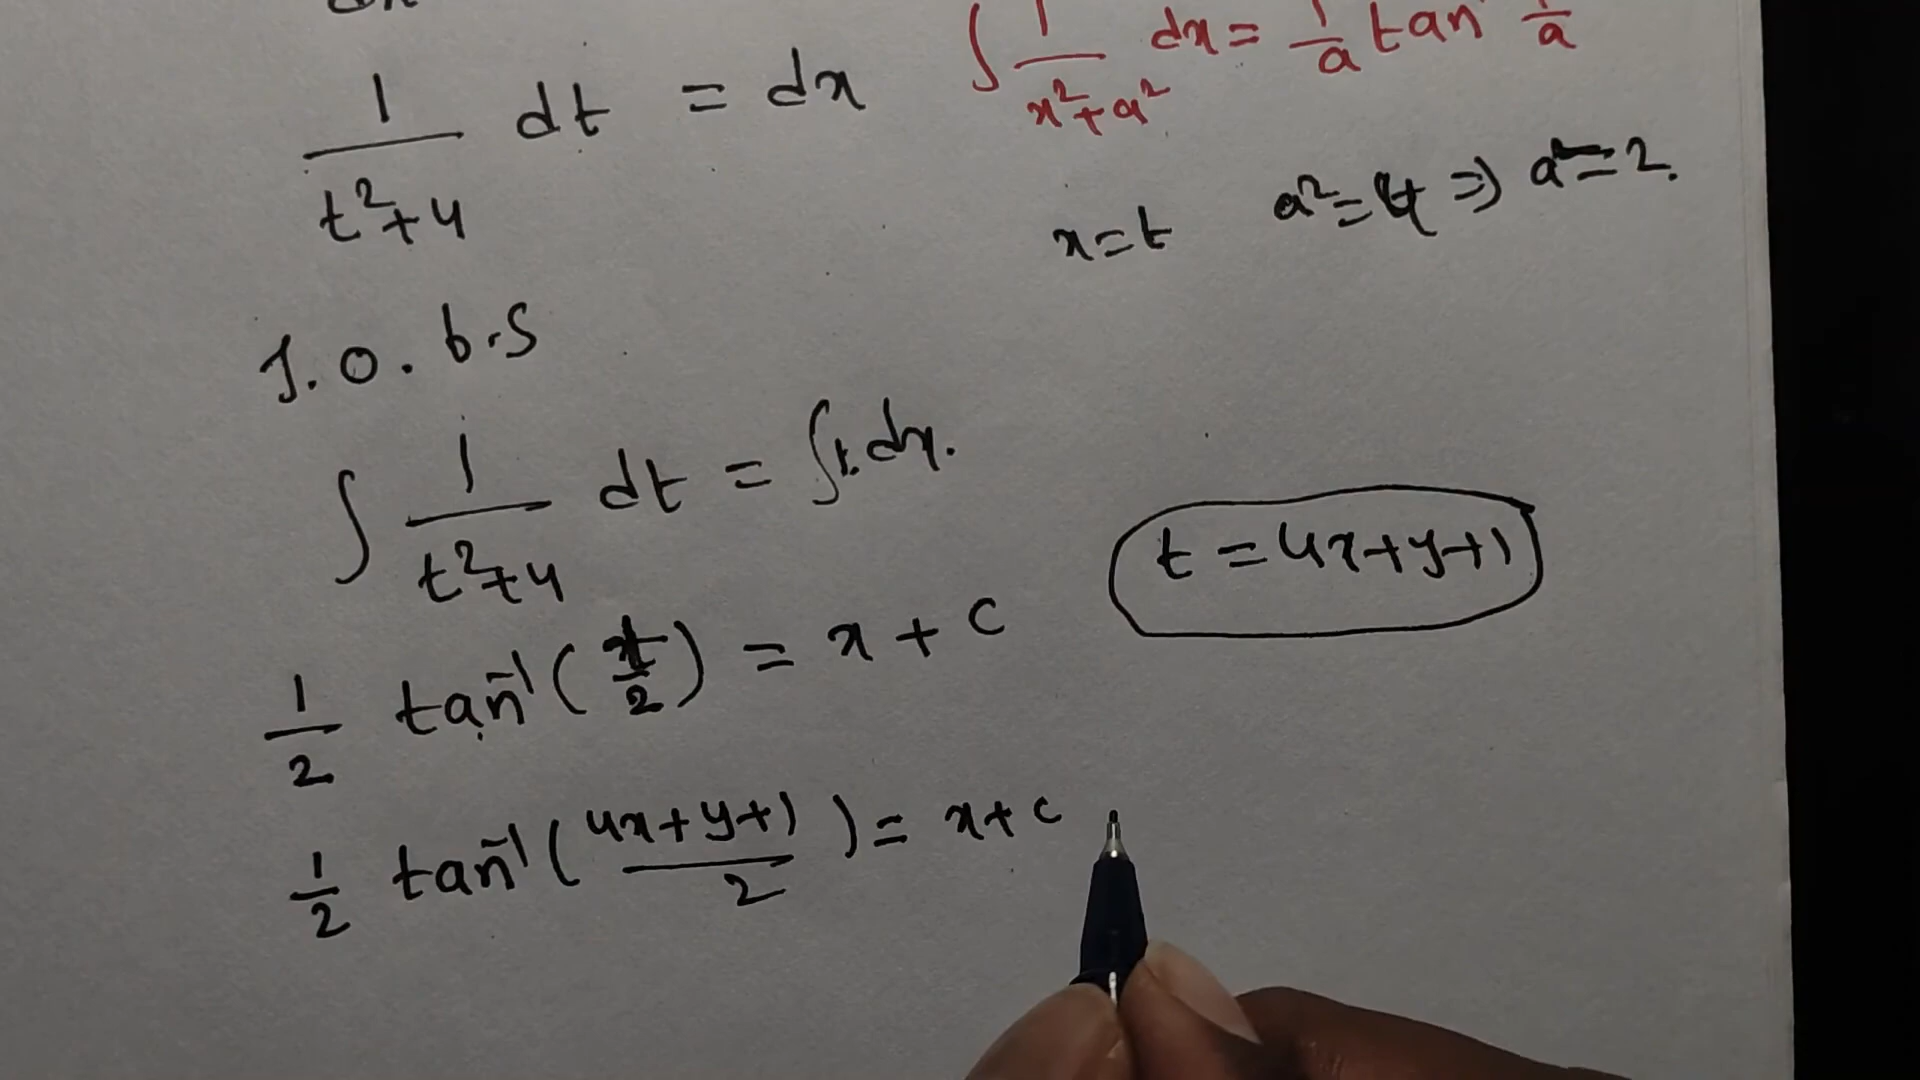 1/(t²+4) dt = dx
∫ 1/(x²+a²) dx = 1/a tan
x=t a²=4 ⇒ a=2.
I.O.b.S
∫ 1/(t²+4) dt = ∫1.dx.
t = 4x+y+1
1/2 tan⁻¹(t/2) = x + c
1/2 tan⁻¹((4x+y+1)/2) = x+c